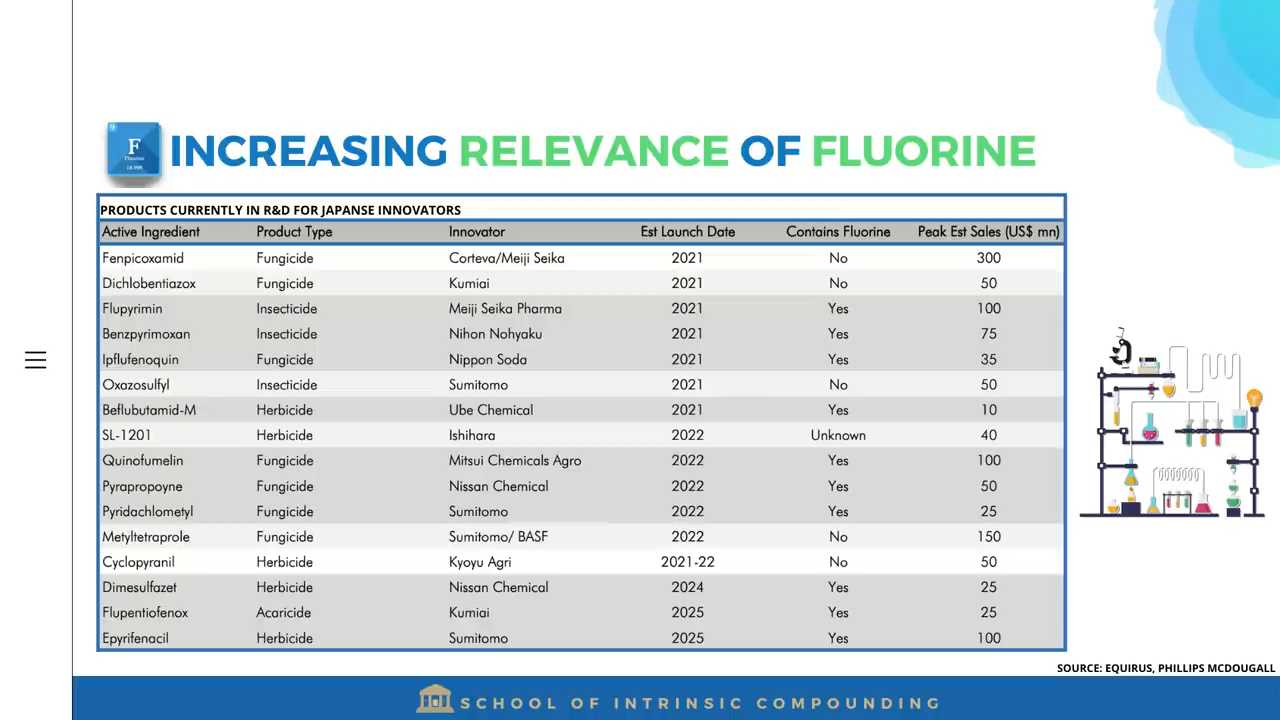 9
F
Fluorine
INCREASING RELEVANCE OF FLUORINE
PRODUCTS CURRENTLY IN R&D FOR JAPANSE INNOVATORS
Active Ingredient Product Type Innovator Est Launch Date Contains Fluorine Peak Est Sales (US$ mn)
Fenpicoxamid Fungicide Corteva/Meiji Seika 2021 No 300
Dichlobentiazox Fungicide Kumiai 2021 No 50
Flupyrimin Insecticide Meiji Seika Pharma 2021 Yes 100
Benzpyrimoxan Insecticide Nihon Nohyaku 2021 Yes 75
Ipflufenoquin Fungicide Nippon Soda 2021 Yes 35
Oxazosulfyl Insecticide Sumitomo 2021 No 50
Beflubutamid-M Herbicide Ube Chemical 2021 Yes 10
SL-1201 Herbicide Ishihara 2022 Unknown 40
Quinofumelin Fungicide Mitsui Chemicals Agro 2022 Yes 100
Pyrapropoyne Fungicide Nissan Chemical 2022 Yes 50
Pyridachlometyl Fungicide Sumitomo 2022 Yes 25
Metyltetraprole Fungicide Sumitomo/ BASF 2022 No 150
Cyclopyranil Herbicide Kyoyu Agri 2021-22 No 50
Dimesulfazet Herbicide Nissan Chemical 2024 Yes 25
Flupentiofenox Acaricide Kumiai 2025 Yes 25
Epyrifenacil Herbicide Sumitomo 2025 Yes 100
SOURCE: EQUIRUS, PHILLIPS MCDOUGALL
SCHOOL OF INTRINSIC COMPOUNDING